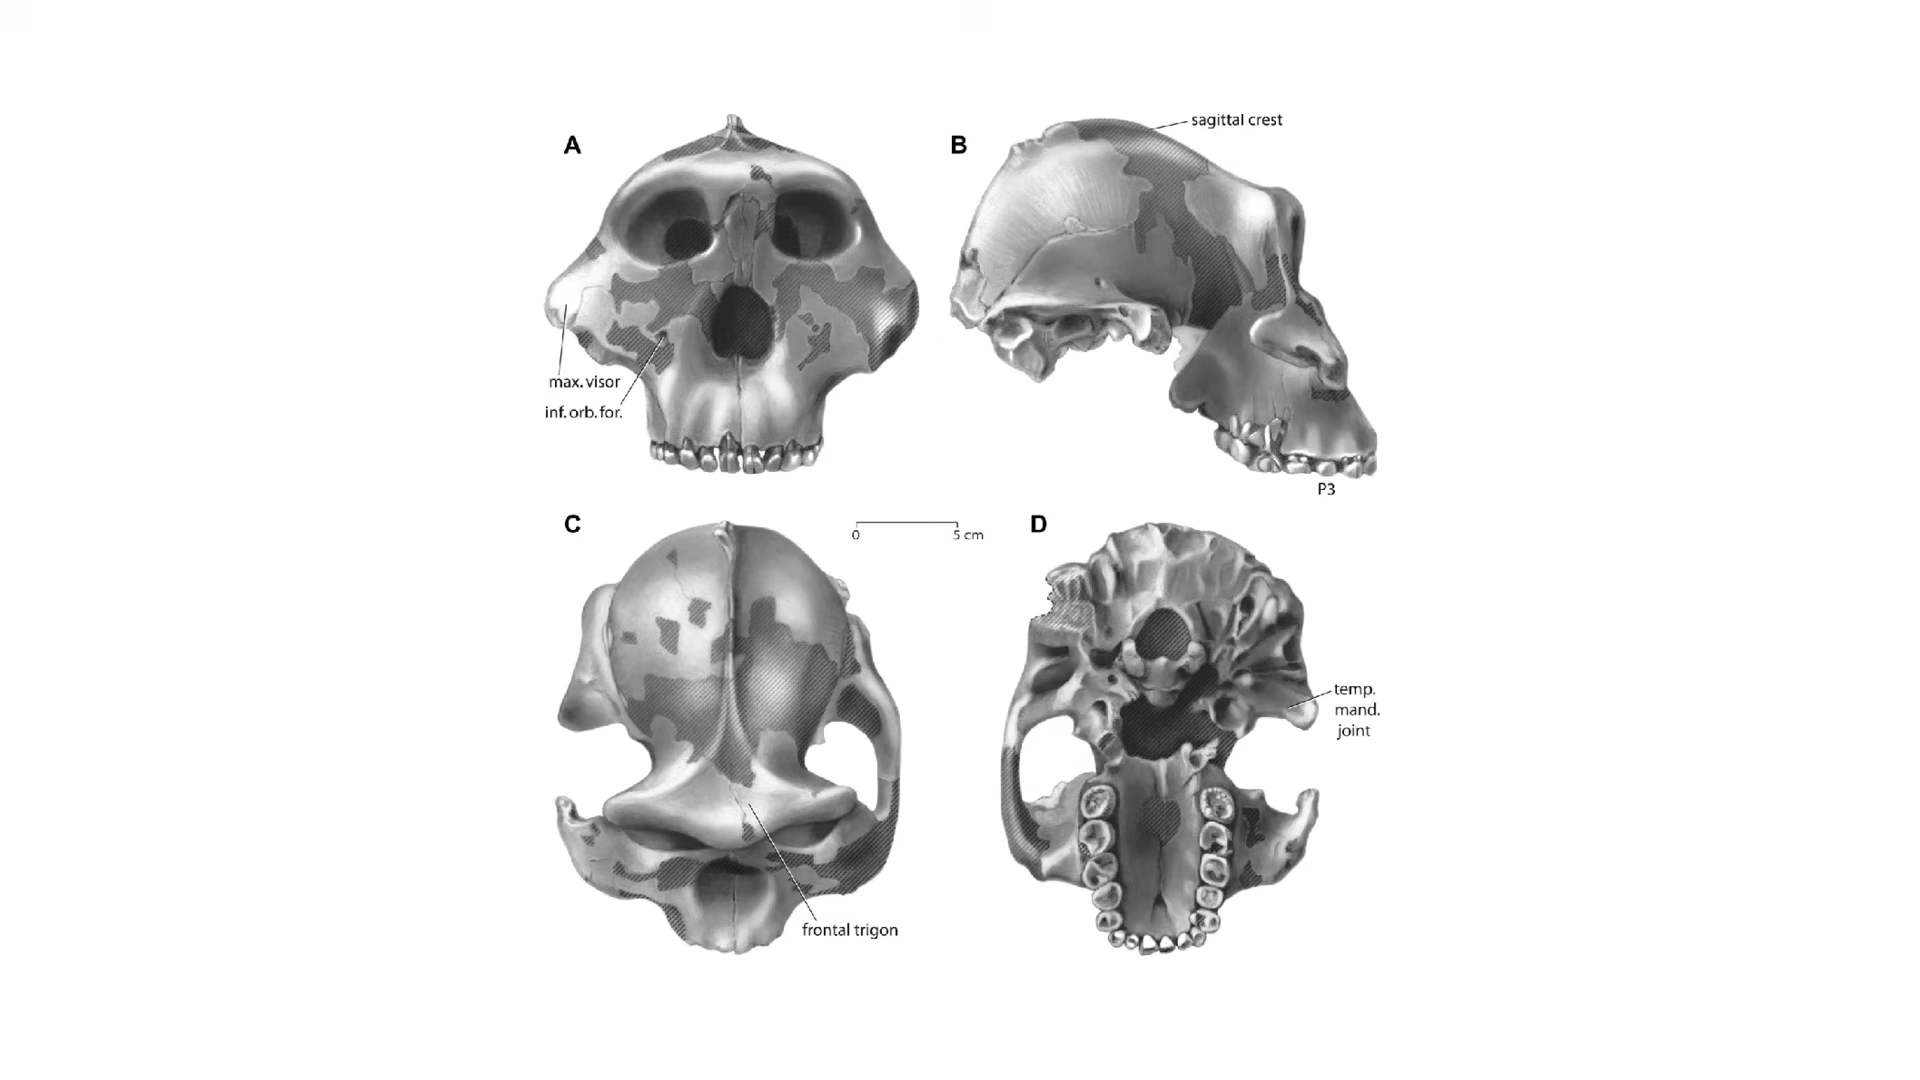 A
B
sagittal crest
max. visor
inf. orb. for.
P3
C
0
5 cm
D
temp.
mand.
joint
frontal trigon